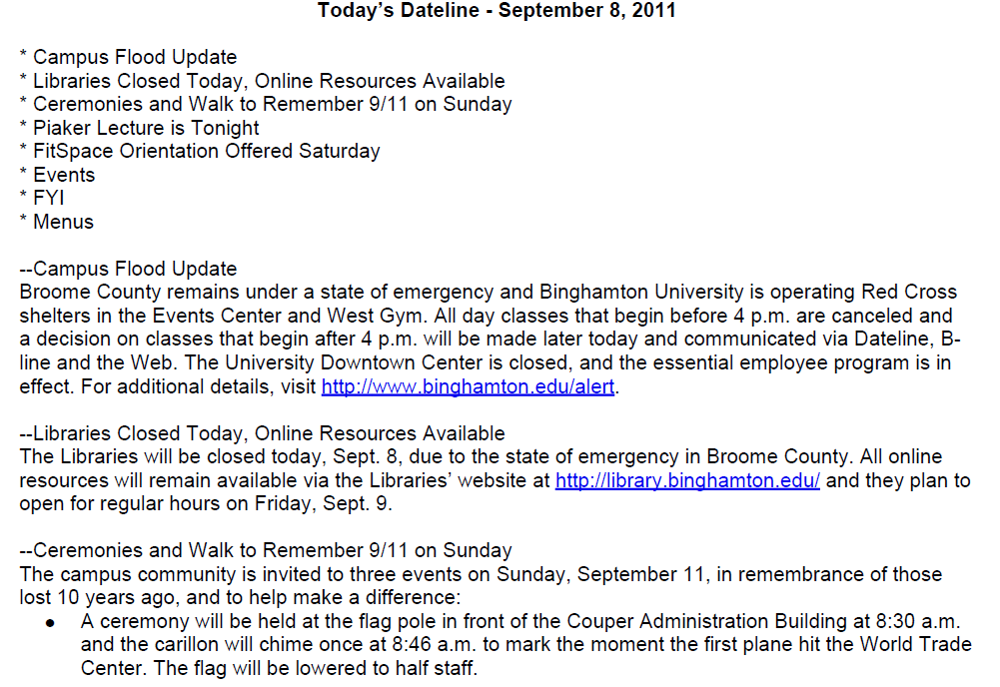 Today’s Dateline - September 8, 2011
* Campus Flood Update
* Libraries Closed Today, Online Resources Available
* Ceremonies and Walk to Remember 9/11 on Sunday
* Piaker Lecture is Tonight
* FitSpace Orientation Offered Saturday
* Events
* FYI
* Menus
--Campus Flood Update
Broome County remains under a state of emergency and Binghamton University is operating Red Cross
shelters in the Events Center and West Gym. All day classes that begin before 4 p.m. are canceled and
a decision on classes that begin after 4 p.m. will be made later today and communicated via Dateline, B-
line and the Web. The University Downtown Center is closed, and the essential employee program is in
effect. For additional details, visit http://www.binghamton.edu/alert.
--Libraries Closed Today, Online Resources Available
The Libraries will be closed today, Sept. 8, due to the state of emergency in Broome County. All online
resources will remain available via the Libraries’ website at http://library.binghamton.edu/ and they plan to
open for regular hours on Friday, Sept. 9.
--Ceremonies and Walk to Remember 9/11 on Sunday
The campus community is invited to three events on Sunday, September 11, in remembrance of those
lost 10 years ago, and to help make a difference:
● A ceremony will be held at the flag pole in front of the Couper Administration Building at 8:30 a.m.
and the carillon will chime once at 8:46 a.m. to mark the moment the first plane hit the World Trade
Center. The flag will be lowered to half staff.